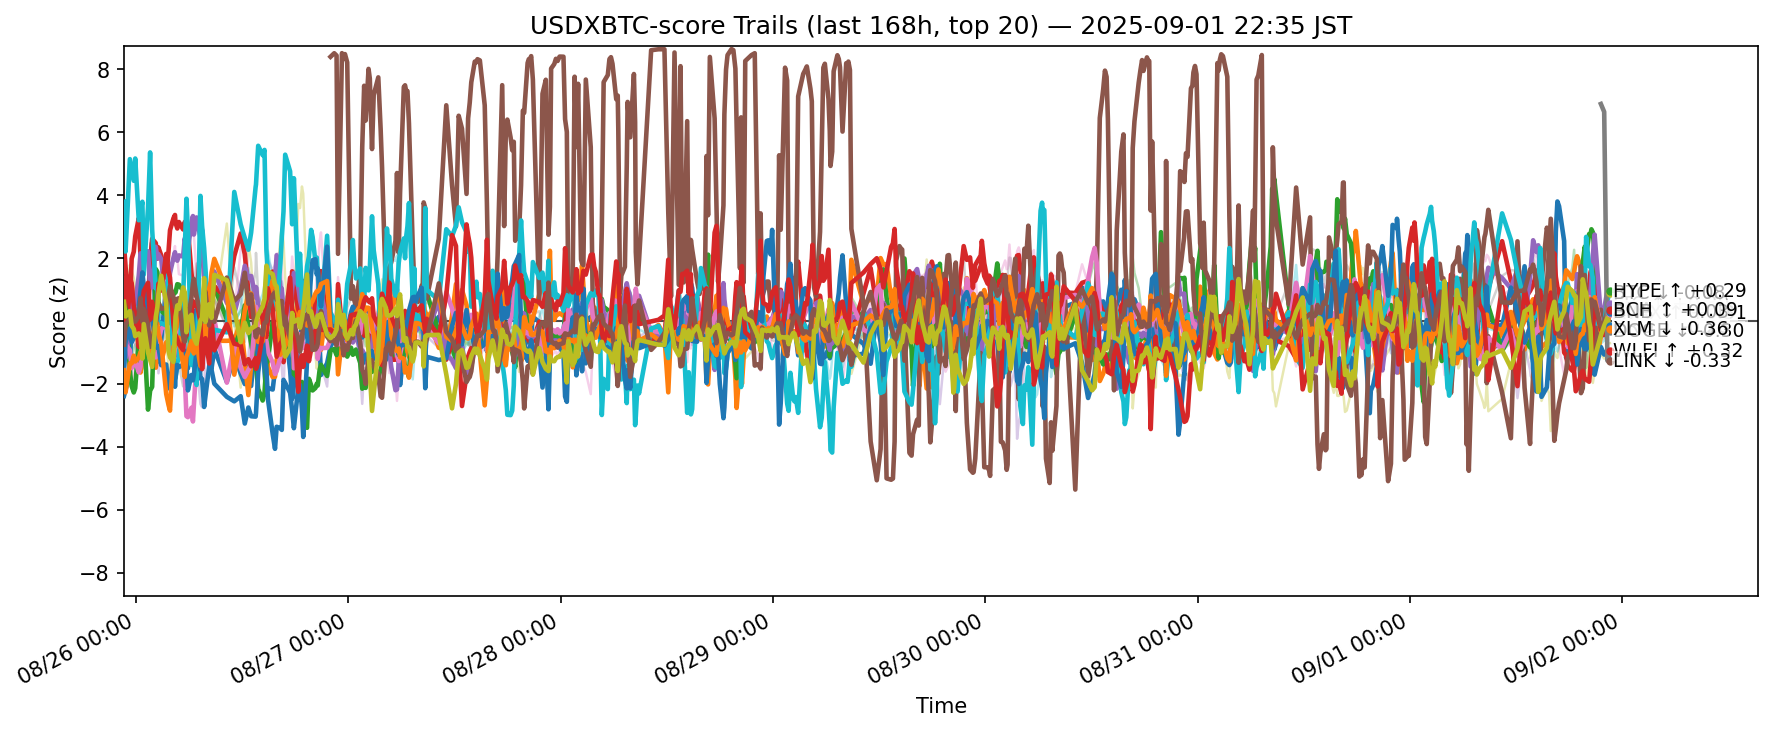 USDXBTC-score Trails (last 168h, top 20) — 2025-09-01 22:35 JST
Score (z)
8
6
4
2
0
−2
−4
−6
−8
HYPE ↑ +0.29
BCH ↑ +0.09
XLM ↓ -0.36
WLFI ↑ +0.32
LINK ↓ -0.33
08/26 00:00
08/27 00:00
08/28 00:00
08/29 00:00
08/30 00:00
08/31 00:00
09/01 00:00
09/02 00:00
Time